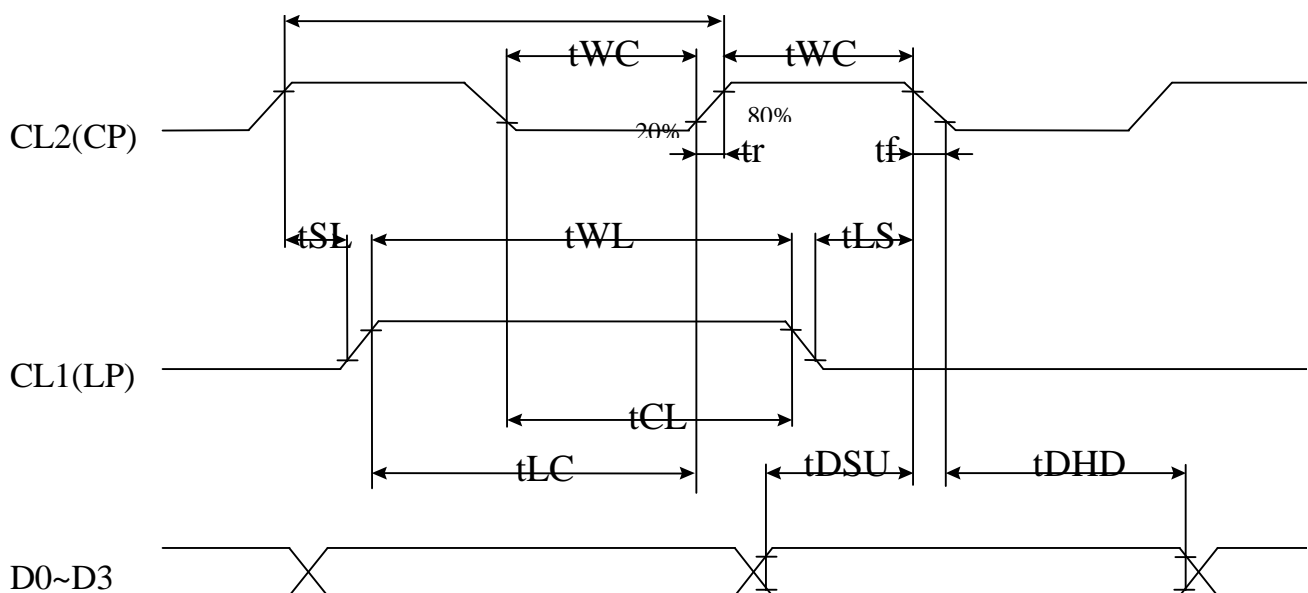 tWC tWC
CL2(CP)
20% 80%
tr tf
tSL tWL tLS
CL1(LP)
tCL
tLC tDSU tDHD
D0~D3